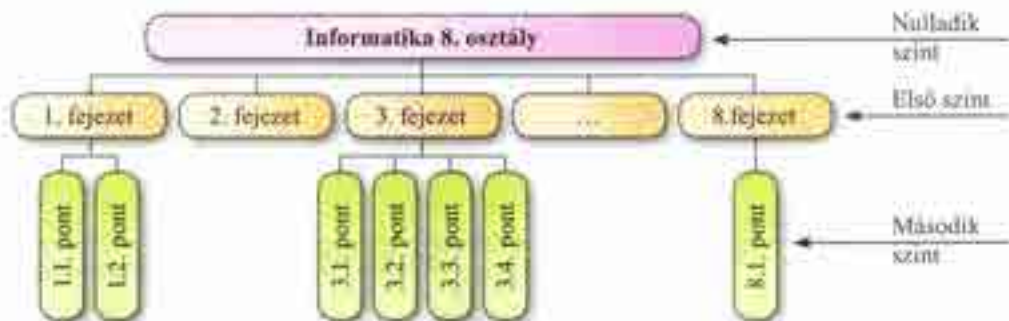 Informatika 8. osztály
Nulladik
szint
1. fejezet
2. fejezet
3. fejezet
...
8.fejezet
Első szint
1.1. pont
1.2. pont
3.1. pont
3.2. pont
3.3. pont
3.4. pont
8.1. pont
Második
szint